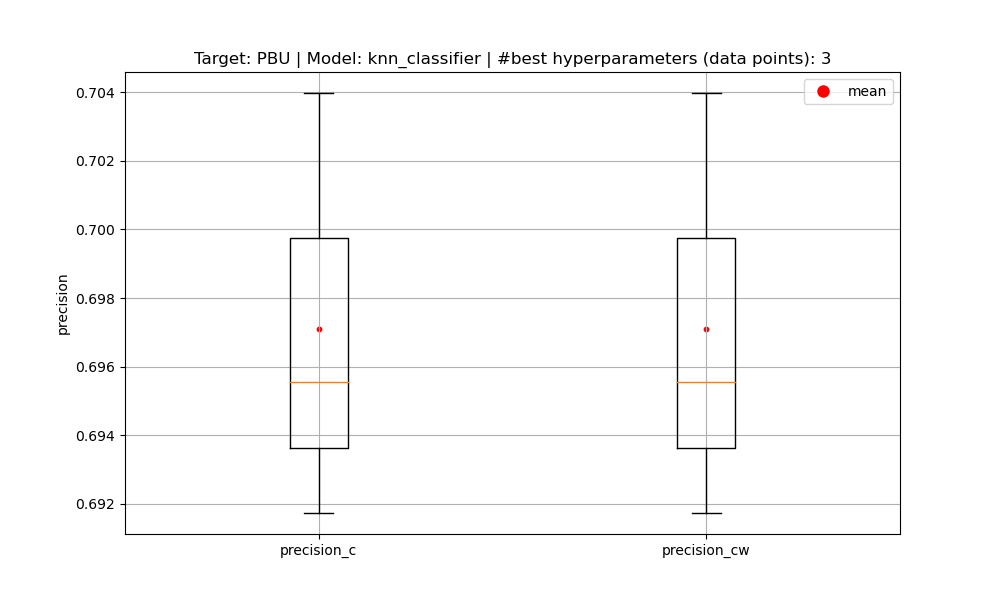 Target: PBU | Model: knn_classifier | #best hyperparameters (data points): 3
mean
0.704
0.702
0.700
0.698
0.696
0.694
0.692
precision
precision_c
precision_cw